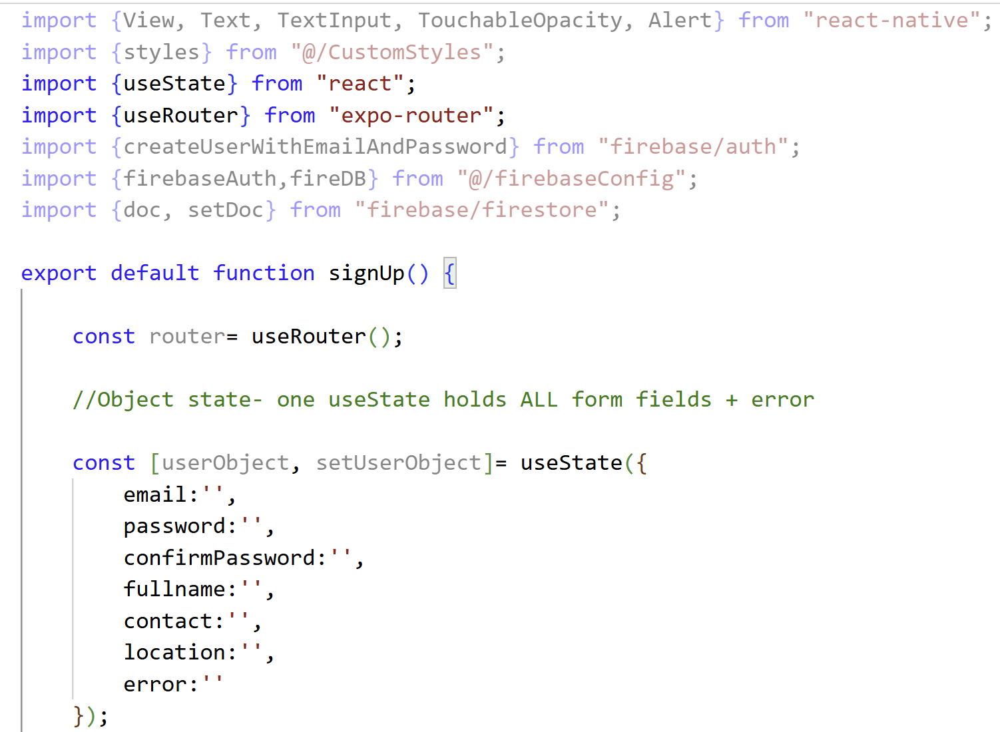 import {View, Text, TextInput, TouchableOpacity, Alert} from "react-native";
import {styles} from "@/CustomStyles";
import {useState} from "react";
import {useRouter} from "expo-router";
import {createUserWithEmailAndPassword} from "firebase/auth";
import {firebaseAuth,fireDB} from "@/firebaseConfig";
import {doc, setDoc} from "firebase/firestore";
export default function signUp() {
const router= useRouter();
//Object state- one useState holds ALL form fields + error
const [userObject, setUserObject]= useState({
email:'',
password:'',
confirmPassword:'',
fullname:'',
contact:'',
location:'',
error:''
});